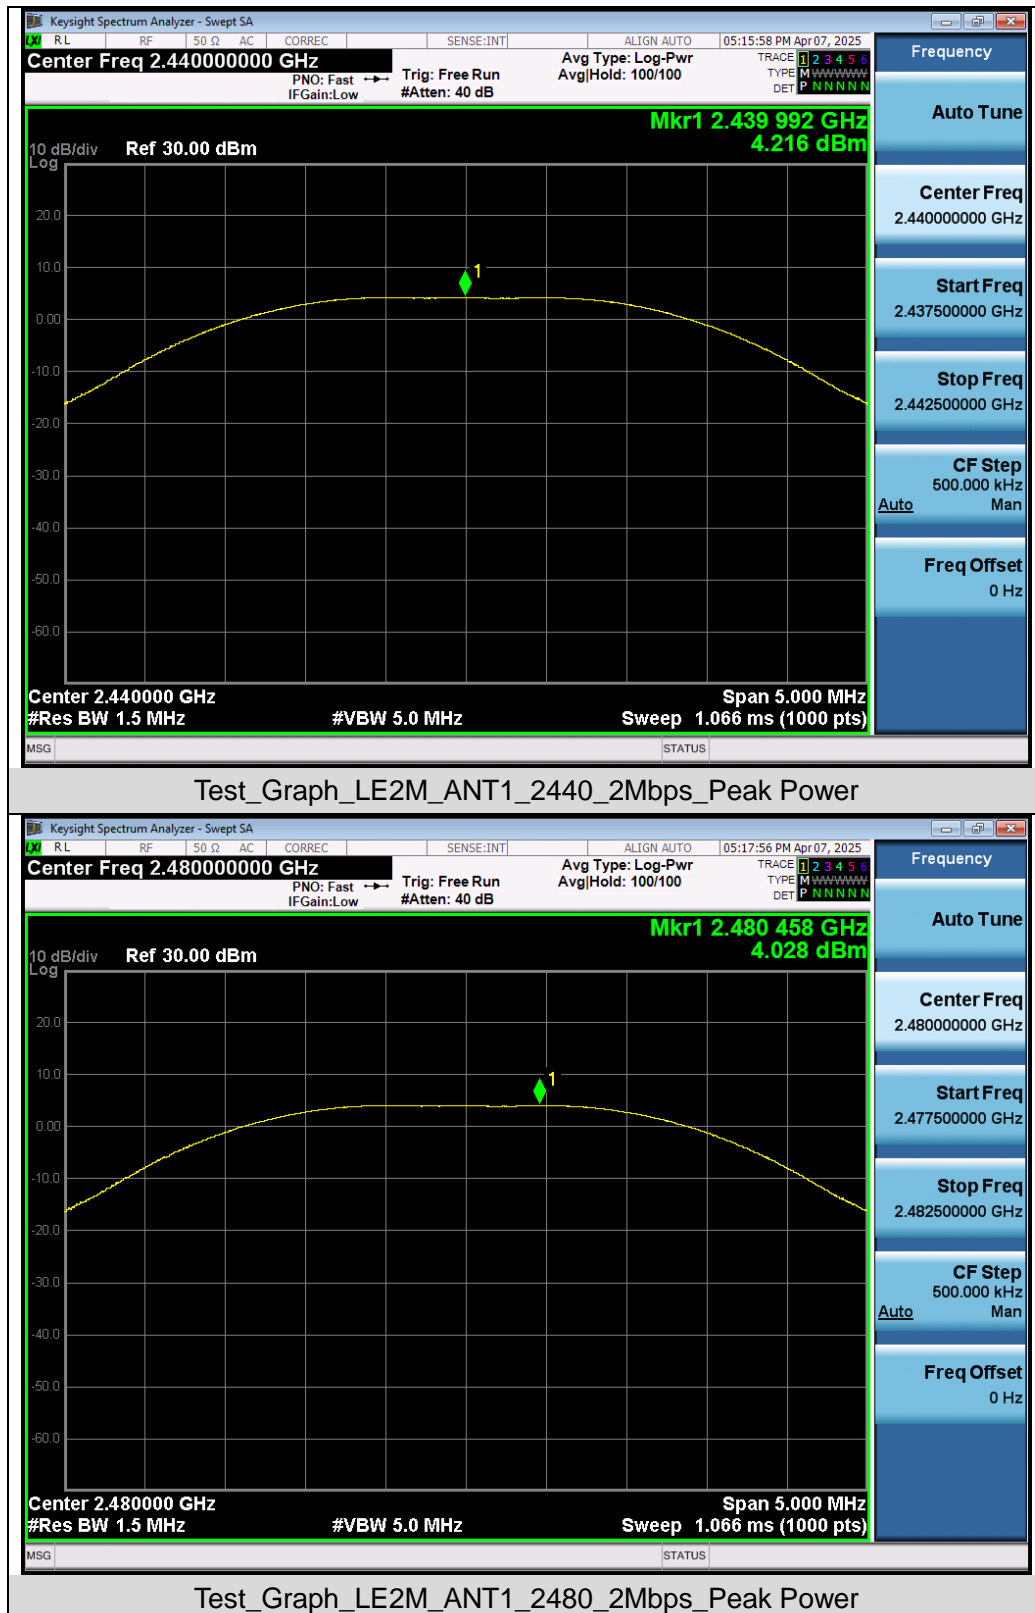 Keysight Spectrum Analyzer - Swept SA
LXI RL RF 50 Ω AC CORREC SENSE:INT ALIGN AUTO 05:15:58 PM Apr 07, 2025
Center Freq 2.440000000 GHz Avg Type: Log-Pwr TRACE 1 2 3 4 5 6
PNO: Fast Trig: Free Run Avg|Hold: 100/100 TYPE M WWWWW
IFGain:Low #Atten: 40 dB DET P N N N N N
Mkr1 2.439 992 GHz
4.216 dBm
10 dB/div Ref 30.00 dBm
Log
20.0
10.0
1
0.00
-10.0
-20.0
-30.0
-40.0
-50.0
-60.0
Center 2.440000 GHz Span 5.000 MHz
#Res BW 1.5 MHz #VBW 5.0 MHz Sweep 1.066 ms (1000 pts)
MSG STATUS
Frequency
Auto Tune
Center Freq
2.440000000 GHz
Start Freq
2.437500000 GHz
Stop Freq
2.442500000 GHz
CF Step
500.000 kHz
Auto Man
Freq Offset
0 Hz
Test_Graph_LE2M_ANT1_2440_2Mbps_Peak Power
Keysight Spectrum Analyzer - Swept SA
LXI RL RF 50 Ω AC CORREC SENSE:INT ALIGN AUTO 05:17:56 PM Apr 07, 2025
Center Freq 2.480000000 GHz Avg Type: Log-Pwr TRACE 1 2 3 4 5 6
PNO: Fast Trig: Free Run Avg|Hold: 100/100 TYPE M WWWWW
IFGain:Low #Atten: 40 dB DET P N N N N N
Mkr1 2.480 458 GHz
4.028 dBm
10 dB/div Ref 30.00 dBm
Log
20.0
10.0
1
0.00
-10.0
-20.0
-30.0
-40.0
-50.0
-60.0
Center 2.480000 GHz Span 5.000 MHz
#Res BW 1.5 MHz #VBW 5.0 MHz Sweep 1.066 ms (1000 pts)
MSG STATUS
Frequency
Auto Tune
Center Freq
2.480000000 GHz
Start Freq
2.477500000 GHz
Stop Freq
2.482500000 GHz
CF Step
500.000 kHz
Auto Man
Freq Offset
0 Hz
Test_Graph_LE2M_ANT1_2480_2Mbps_Peak Power